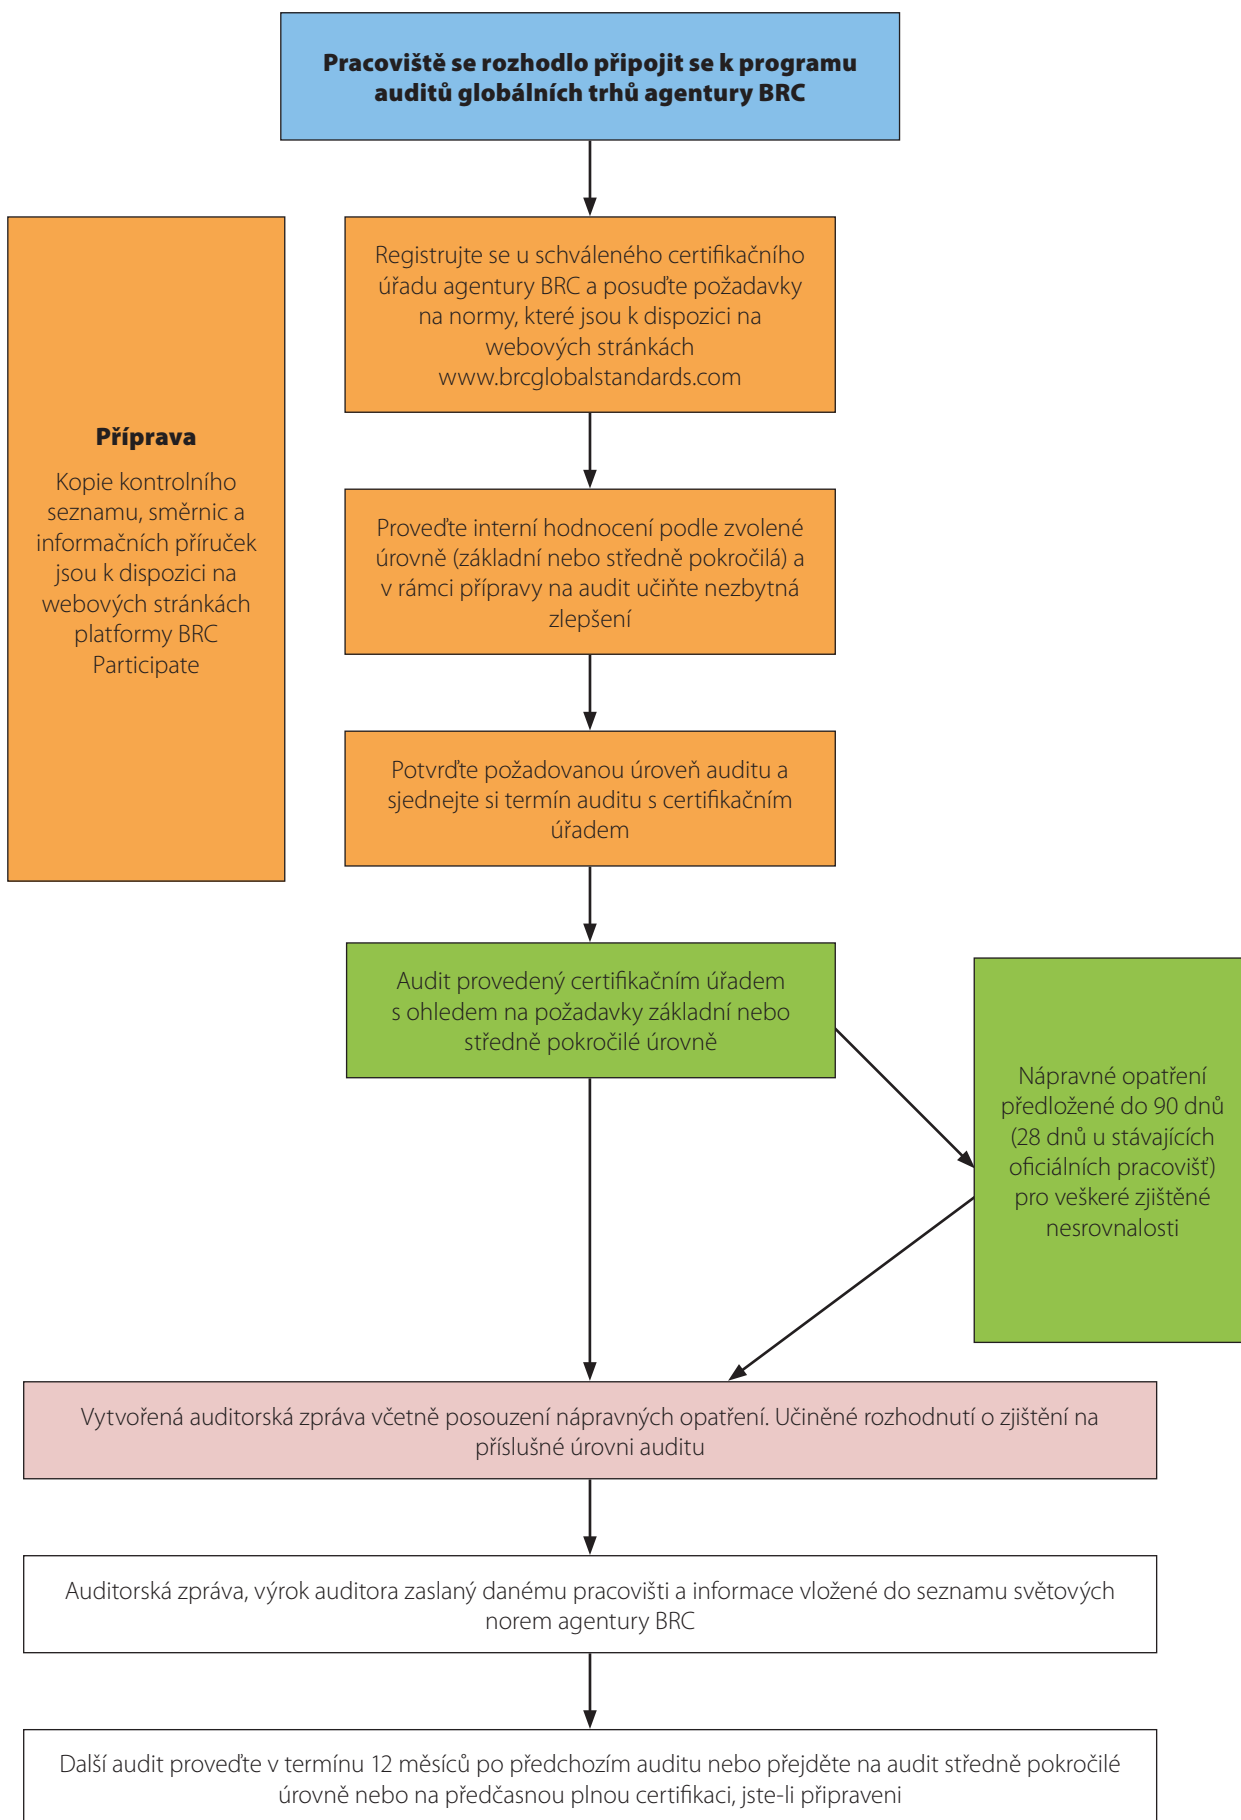 Pracoviště se rozhodlo připojit se k programu
auditů globálních trhů agentury BRC
Registrujte se u schváleného certifikačního
úřadu agentury BRC a posuďte požadavky
na normy, které jsou k dispozici na
webových stránkách
www.brcglobalstandards.com
Příprava
Kopie kontrolního
seznamu, směrnic a
informačních příruček
jsou k dispozici na
webových stránkách
platformy BRC
Participate
Proveďte interní hodnocení podle zvolené
úrovně (základní nebo středně pokročilá) a
v rámci přípravy na audit učiňte nezbytná
zlepšení
Potvrďte požadovanou úroveň auditu a
sjednejte si termín auditu s certifikačním
úřadem
Audit provedený certifikačním úřadem
s ohledem na požadavky základní nebo
středně pokročilé úrovně
Nápravné opatření
předložené do 90 dnů
(28 dnů u stávajících
oficiálních pracovišť)
pro veškeré zjištěné
nesrovnalosti
Vytvořená auditorská zpráva včetně posouzení nápravných opatření. Učiněné rozhodnutí o zjištění na
příslušné úrovni auditu
Auditorská zpráva, výrok auditora zaslaný danému pracovišti a informace vložené do seznamu světových
norem agentury BRC
Další audit proveďte v termínu 12 měsíců po předchozím auditu nebo přejděte na audit středně pokročilé
úrovně nebo na předčasnou plnou certifikaci, jste-li připraveni